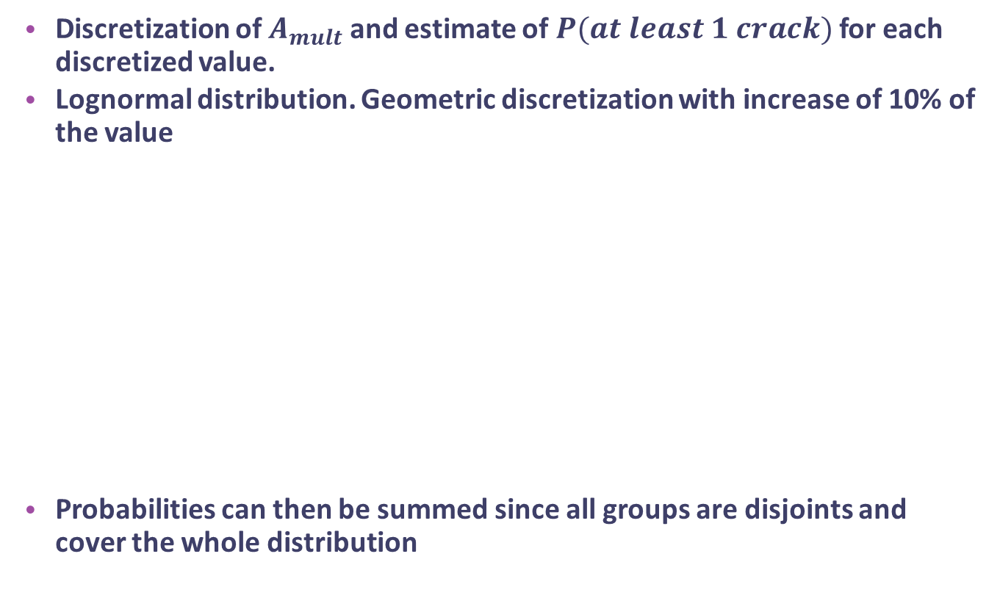 • Discretization of A_mult and estimate of P(at least 1 crack) for each
discretized value.
• Lognormal distribution. Geometric discretization with increase of 10% of
the value
• Probabilities can then be summed since all groups are disjoints and
cover the whole distribution